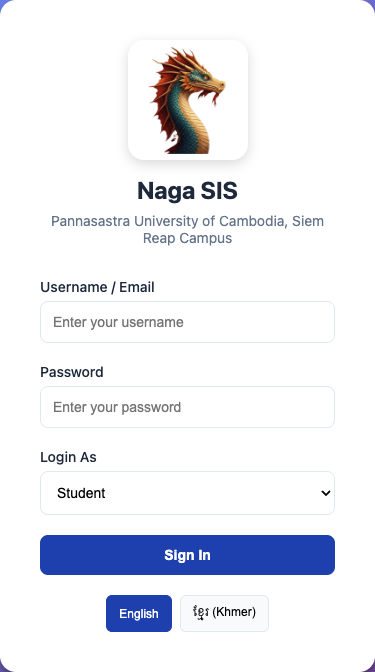 Naga SIS
Pannasastra University of Cambodia, Siem
Reap Campus
Username / Email
Enter your username
Password
Enter your password
Login As
Student
Sign In
English
ខ្មែរ (Khmer)